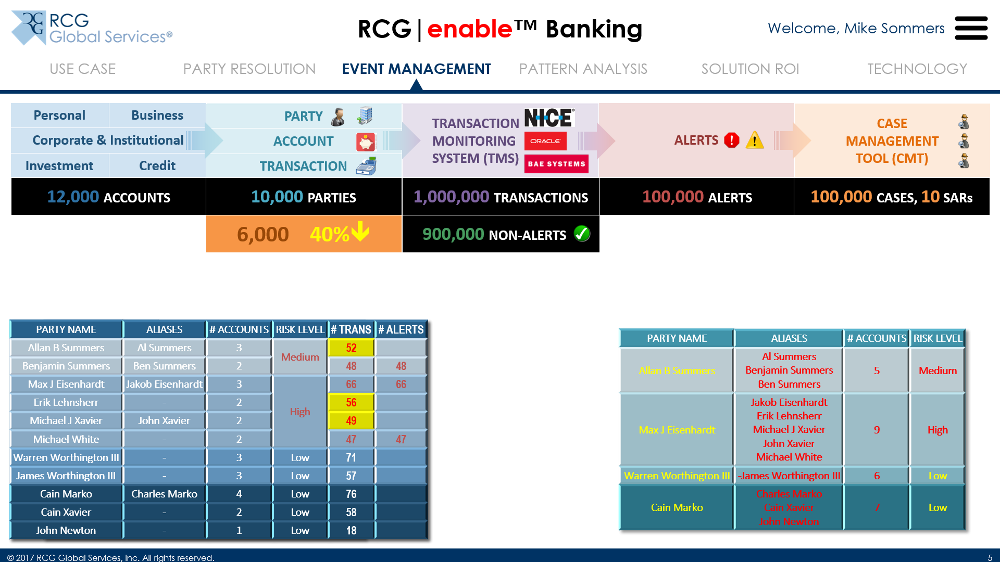 RCG
Global Services®
RCG|enable™ Banking
Welcome, Mike Sommers
USE CASE PARTY RESOLUTION EVENT MANAGEMENT PATTERN ANALYSIS SOLUTION ROI TECHNOLOGY
Personal Business
Corporate & Institutional
Investment Credit
PARTY
ACCOUNT
TRANSACTION
TRANSACTION
MONITORING
SYSTEM (TMS)
NICE®
ORACLE®
BAE SYSTEMS
ALERTS
CASE
MANAGEMENT
TOOL (CMT)
12,000 ACCOUNTS 10,000 PARTIES 1,000,000 TRANSACTIONS 100,000 ALERTS 100,000 CASES, 10 SARs
6,000 40% 900,000 NON-ALERTS
PARTY NAME ALIASES # ACCOUNTS RISK LEVEL # TRANS # ALERTS
Allan B Summers Al Summers 3 Medium 52
Benjamin Summers Ben Summers 2 48 48
Max J Eisenhardt Jakob Eisenhardt 3 High 66 66
Erik Lehnsherr - 2 56
Michael J Xavier John Xavier 2 49
Michael White - 2 47 47
Warren Worthington III - 3 Low 71
James Worthington III - 3 Low 57
Cain Marko Charles Marko 4 Low 76
Cain Xavier - 2 Low 58
John Newton - 1 Low 18
PARTY NAME ALIASES # ACCOUNTS RISK LEVEL
Allan B Summers Al Summers 5 Medium
Benjamin Summers
Ben Summers
Max J Eisenhardt Jakob Eisenhardt 9 High
Erik Lehnsherr
Michael J Xavier
John Xavier
Michael White
Warren Worthington III -James Worthington III 6 Low
Cain Marko Charles Marko 7 Low
Cain Xavier
John Newton
© 2017 RCG Global Services, Inc. All rights reserved. 5